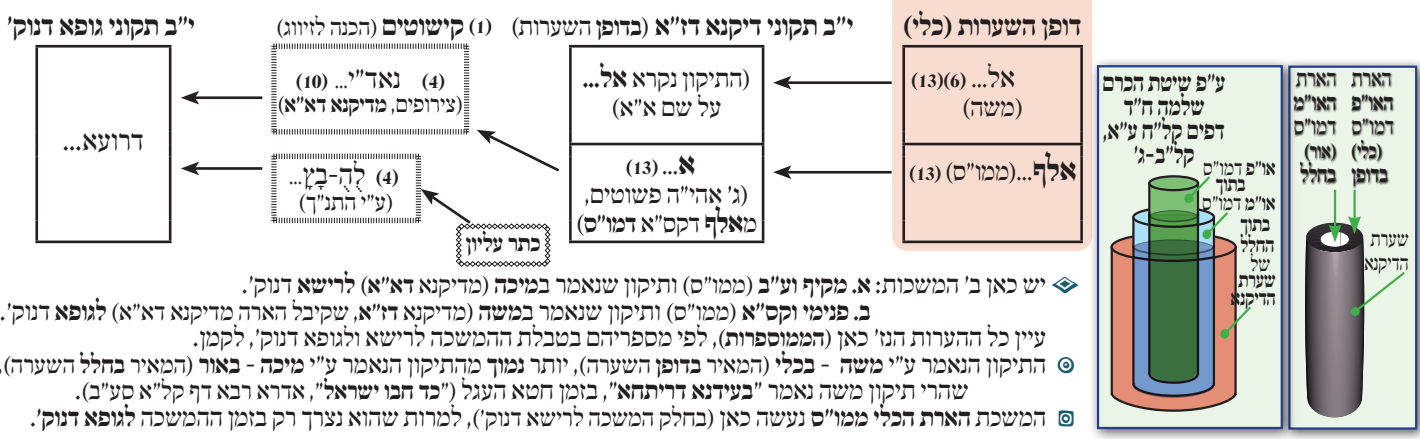 דופן השערות (כלי)
אל... (6)(13)
(משה)
אלף...(ממו"ס) (13)
י"ב תקוני דיקנא דז"א (בדופן השערות)
(התיקון נקרא אל...
על שם א"א)
א... (13)
(ג' אהי"ה פשוטים,
מאלף דקס"א דמו"ס)
(1) קישוטים (הכנה לזיווג)
(4) נאד"י... (10)
(צירופים, מדיקנא דא"א)
(4) לֶהֻ-בָּץָ...
(ע"י התנ"ך)
כתר עליון
י"ב תקוני גופא דנוק'
דרועא...
הארת האו"פ דמו"ס (כלי) בדופן
הארת האו"מ דמו"ס (אור) בחלל
שערת
הדיקנא
ע"פ שיטת הכרם
שלמה ח"ד
דפים קל"ח ע"א,
קל"ב-ג'
או"פ דמו"ס
בתוך
או"מ דמו"ס
בתוך
החלל
של
שערת
הדיקנא
יש כאן ב' המשכות: א. מקיף וע"ב (ממו"ס) ותיקון שנאמר במיכה (מדיקנא דא"א) לרישא דנוק'.
ב. פנימי וקס"א (ממו"ס) ותיקון שנאמר במשה (מדיקנא דז"א, שקיבל הארה מדיקנא דא"א) לגופא דנוק'.
עיין כל ההערות הנז' כאן (הממוספרות), לפי מספריהם בטבלת ההמשכה לרישא ולגופא דנוק', לקמן.
התיקון הנאמר ע"י משה - בכלי (המאיר בדופן השערה), יותר נמוך מהתיקון הנאמר ע"י מיכה - באור (המאיר בחלל השערה),
שהרי תיקון משה נאמר "בעידנא דריתחא", בזמן חטא העגל ("כד חבו ישראל", אדרא רבא דף קל"א סע"ב).
המשכת הארת הכלי ממו"ס נעשה כאן (בחלק המשכה לרישא דנוק'), למרות שהוא נצרך רק בזמן ההמשכה לגופא דנוק'.